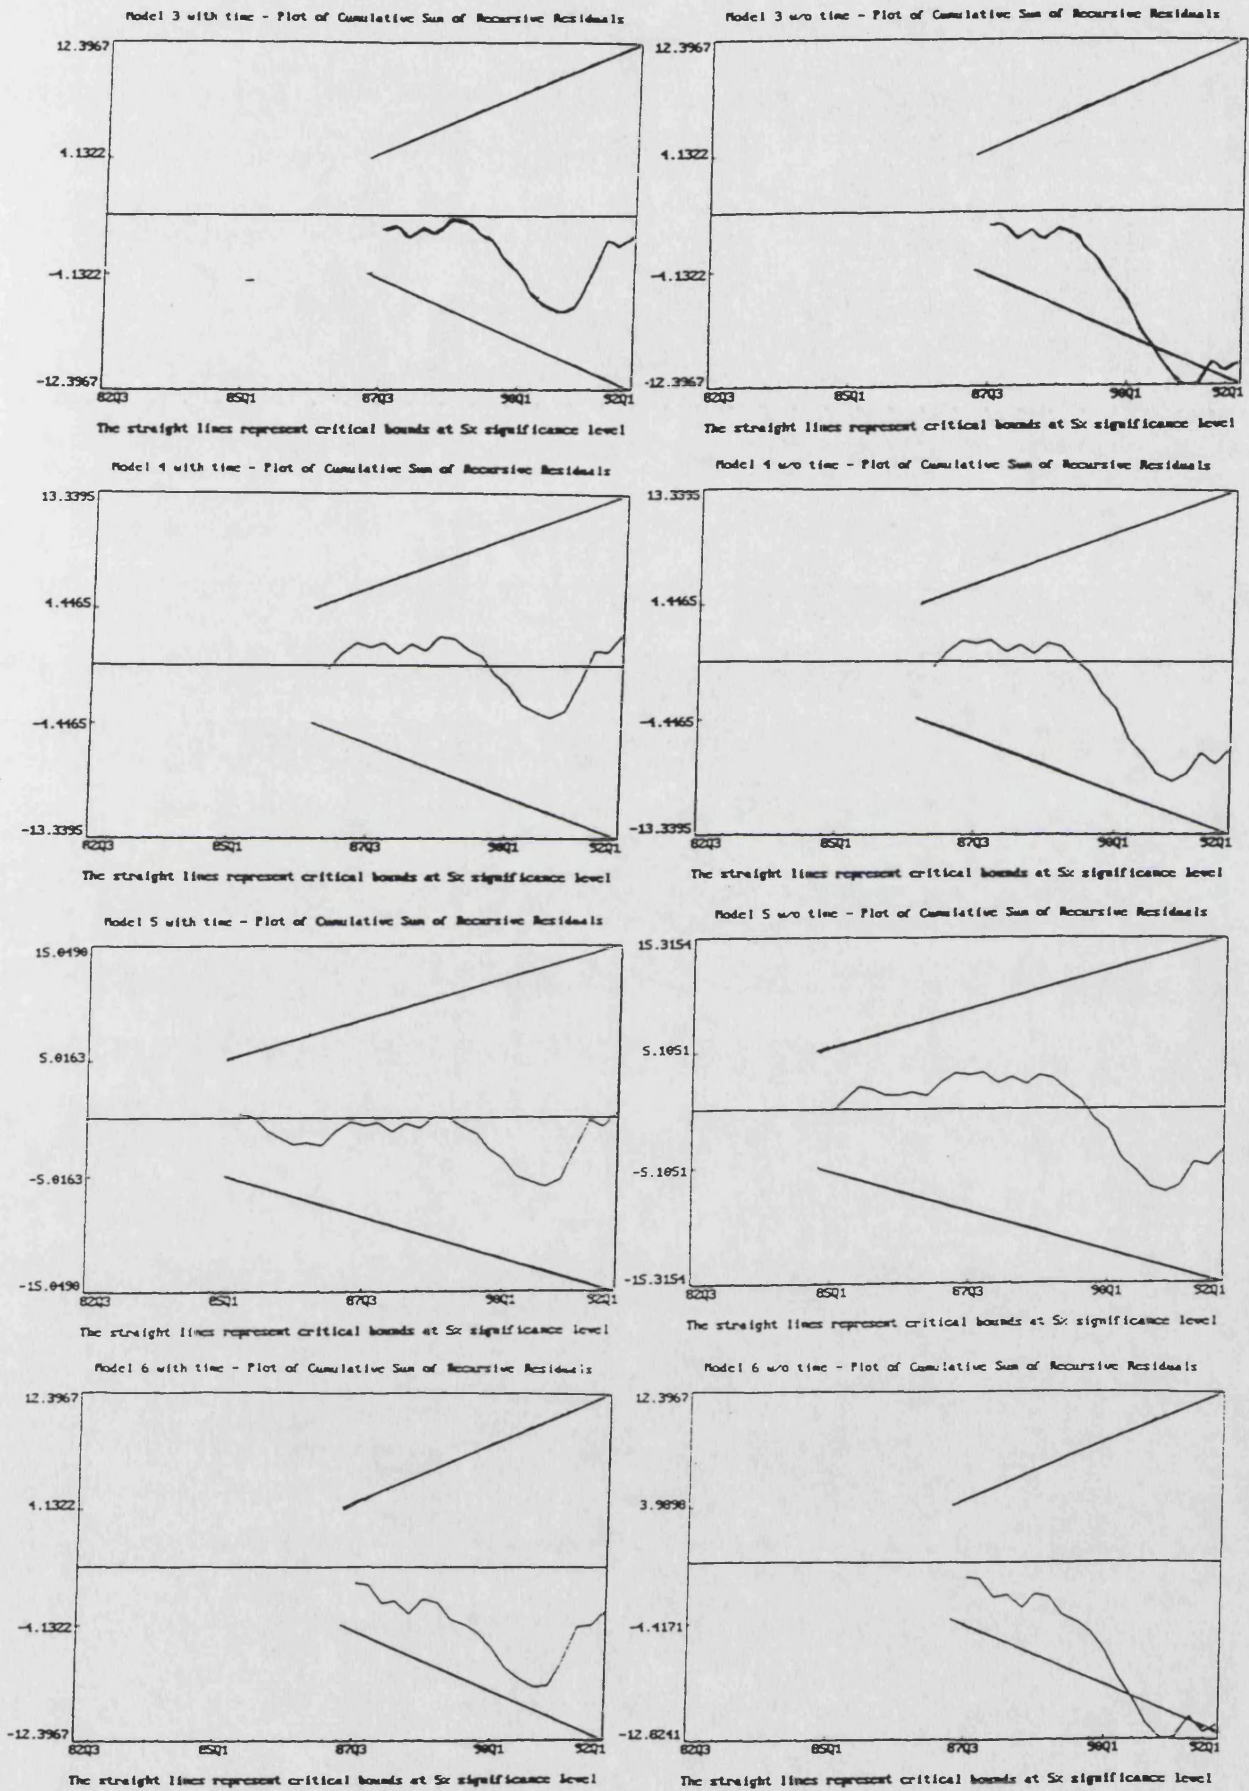 Model 3 with time - Plot of Cumulative Sum of Recursive Residuals
12.3967
4.1322
-4.1322
-12.3967
82Q3 85Q1 87Q3 90Q1 92Q1
The straight lines represent critical bounds at 5% significance level
Model 3 w/o time - Plot of Cumulative Sum of Recursive Residuals
12.3967
4.1322
-4.1322
-12.3967
82Q3 85Q1 87Q3 90Q1 92Q1
The straight lines represent critical bounds at 5% significance level
Model 4 with time - Plot of Cumulative Sum of Recursive Residuals
13.3395
4.4465
-4.4465
-13.3395
82Q3 85Q1 87Q3 90Q1 92Q1
The straight lines represent critical bounds at 5% significance level
Model 4 w/o time - Plot of Cumulative Sum of Recursive Residuals
13.3395
4.4465
-4.4465
-13.3395
82Q3 85Q1 87Q3 90Q1 92Q1
The straight lines represent critical bounds at 5% significance level
Model 5 with time - Plot of Cumulative Sum of Recursive Residuals
15.0490
5.0163
-5.0163
-15.0490
82Q3 85Q1 87Q3 90Q1 92Q1
The straight lines represent critical bounds at 5% significance level
Model 5 w/o time - Plot of Cumulative Sum of Recursive Residuals
15.3154
5.1051
-5.1051
-15.3154
82Q3 85Q1 87Q3 90Q1 92Q1
The straight lines represent critical bounds at 5% significance level
Model 6 with time - Plot of Cumulative Sum of Recursive Residuals
12.3967
4.1322
-4.1322
-12.3967
82Q3 85Q1 87Q3 90Q1 92Q1
The straight lines represent critical bounds at 5% significance level
Model 6 w/o time - Plot of Cumulative Sum of Recursive Residuals
12.3967
3.9898
-4.4171
-12.8241
82Q3 85Q1 87Q3 90Q1 92Q1
The straight lines represent critical bounds at 5% significance level